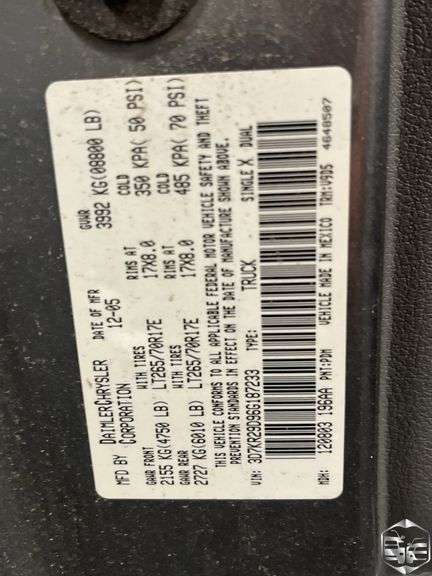 MFD BY DAIMLERCHRYSLER CORPORATION DATE OF MFR 12-05 GVWR 3992 KG(08800 LB)
GAWR FRONT WITH TIRES RIMS AT COLD
2155 KG(4750 LB) LT265/70R17E 17X8.0 350 KPA( 50 PSI)
GAWR REAR WITH TIRES RIMS AT COLD
2727 KG(6010 LB) LT265/70R17E 17X8.0 485 KPA( 70 PSI)
THIS VEHICLE CONFORMS TO ALL APPLICABLE FEDERAL MOTOR VEHICLE SAFETY AND THEFT
PREVENTION STANDARDS IN EFFECT ON THE DATE OF MANUFACTURE SHOWN ABOVE.
VIN: 3D7KR29D96G187233 TYPE: TRUCK SINGLE X DUAL
MDH: 120803 196AA PNT: PDM VEHICLE MADE IN MEXICO TRM: V9D5 4648507